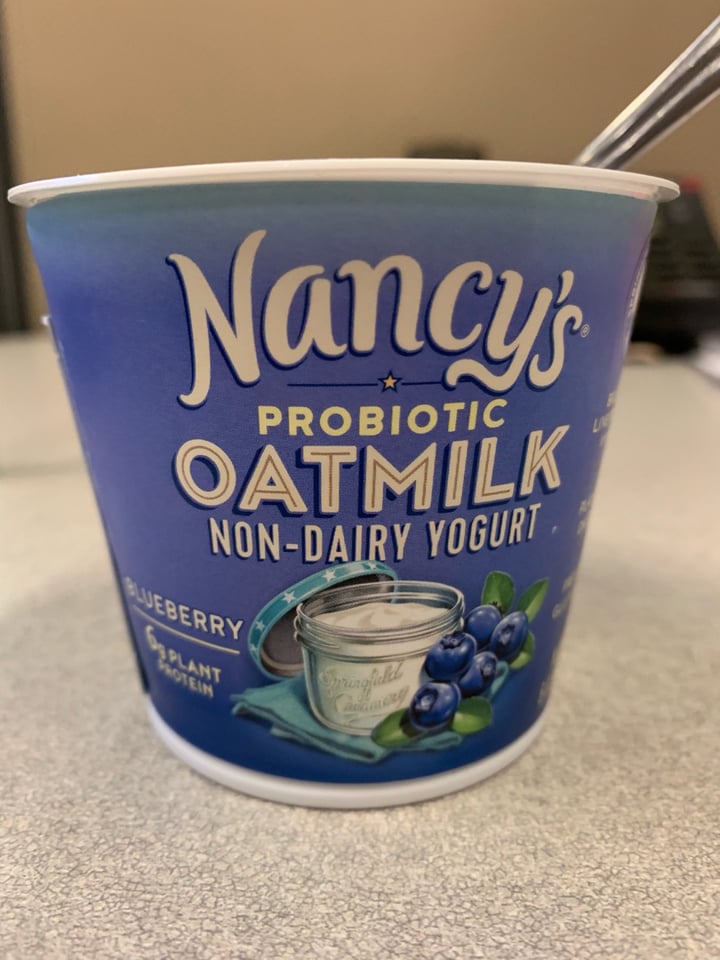 Nancy's®
PROBIOTIC
OATMILK
NON-DAIRY YOGURT
BLUEBERRY
6g PLANT
PROTEIN
Springfield
Creamery